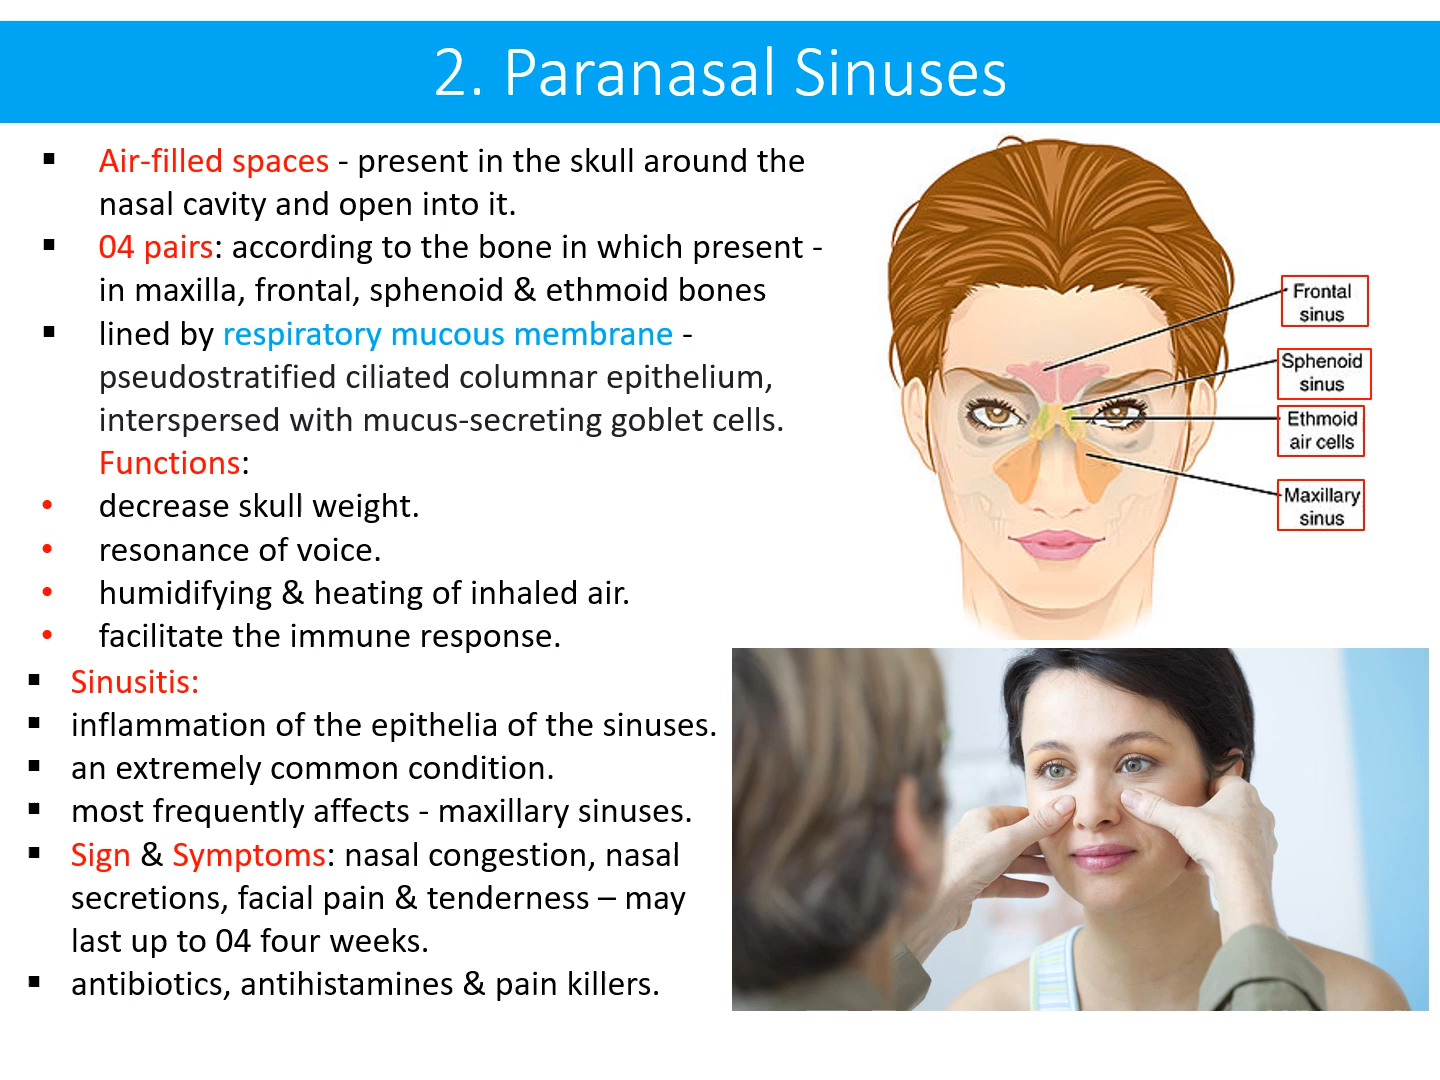 2. Paranasal Sinuses
▪ Air-filled spaces - present in the skull around the
nasal cavity and open into it.
▪ 04 pairs: according to the bone in which present -
in maxilla, frontal, sphenoid & ethmoid bones
▪ lined by respiratory mucous membrane -
pseudostratified ciliated columnar epithelium,
interspersed with mucus-secreting goblet cells.
Functions:
• decrease skull weight.
• resonance of voice.
• humidifying & heating of inhaled air.
• facilitate the immune response.
▪ Sinusitis:
▪ inflammation of the epithelia of the sinuses.
▪ an extremely common condition.
▪ most frequently affects - maxillary sinuses.
▪ Sign & Symptoms: nasal congestion, nasal
secretions, facial pain & tenderness – may
last up to 04 four weeks.
▪ antibiotics, antihistamines & pain killers.
Frontal
sinus
Sphenoid
sinus
Ethmoid
air cells
Maxillary
sinus